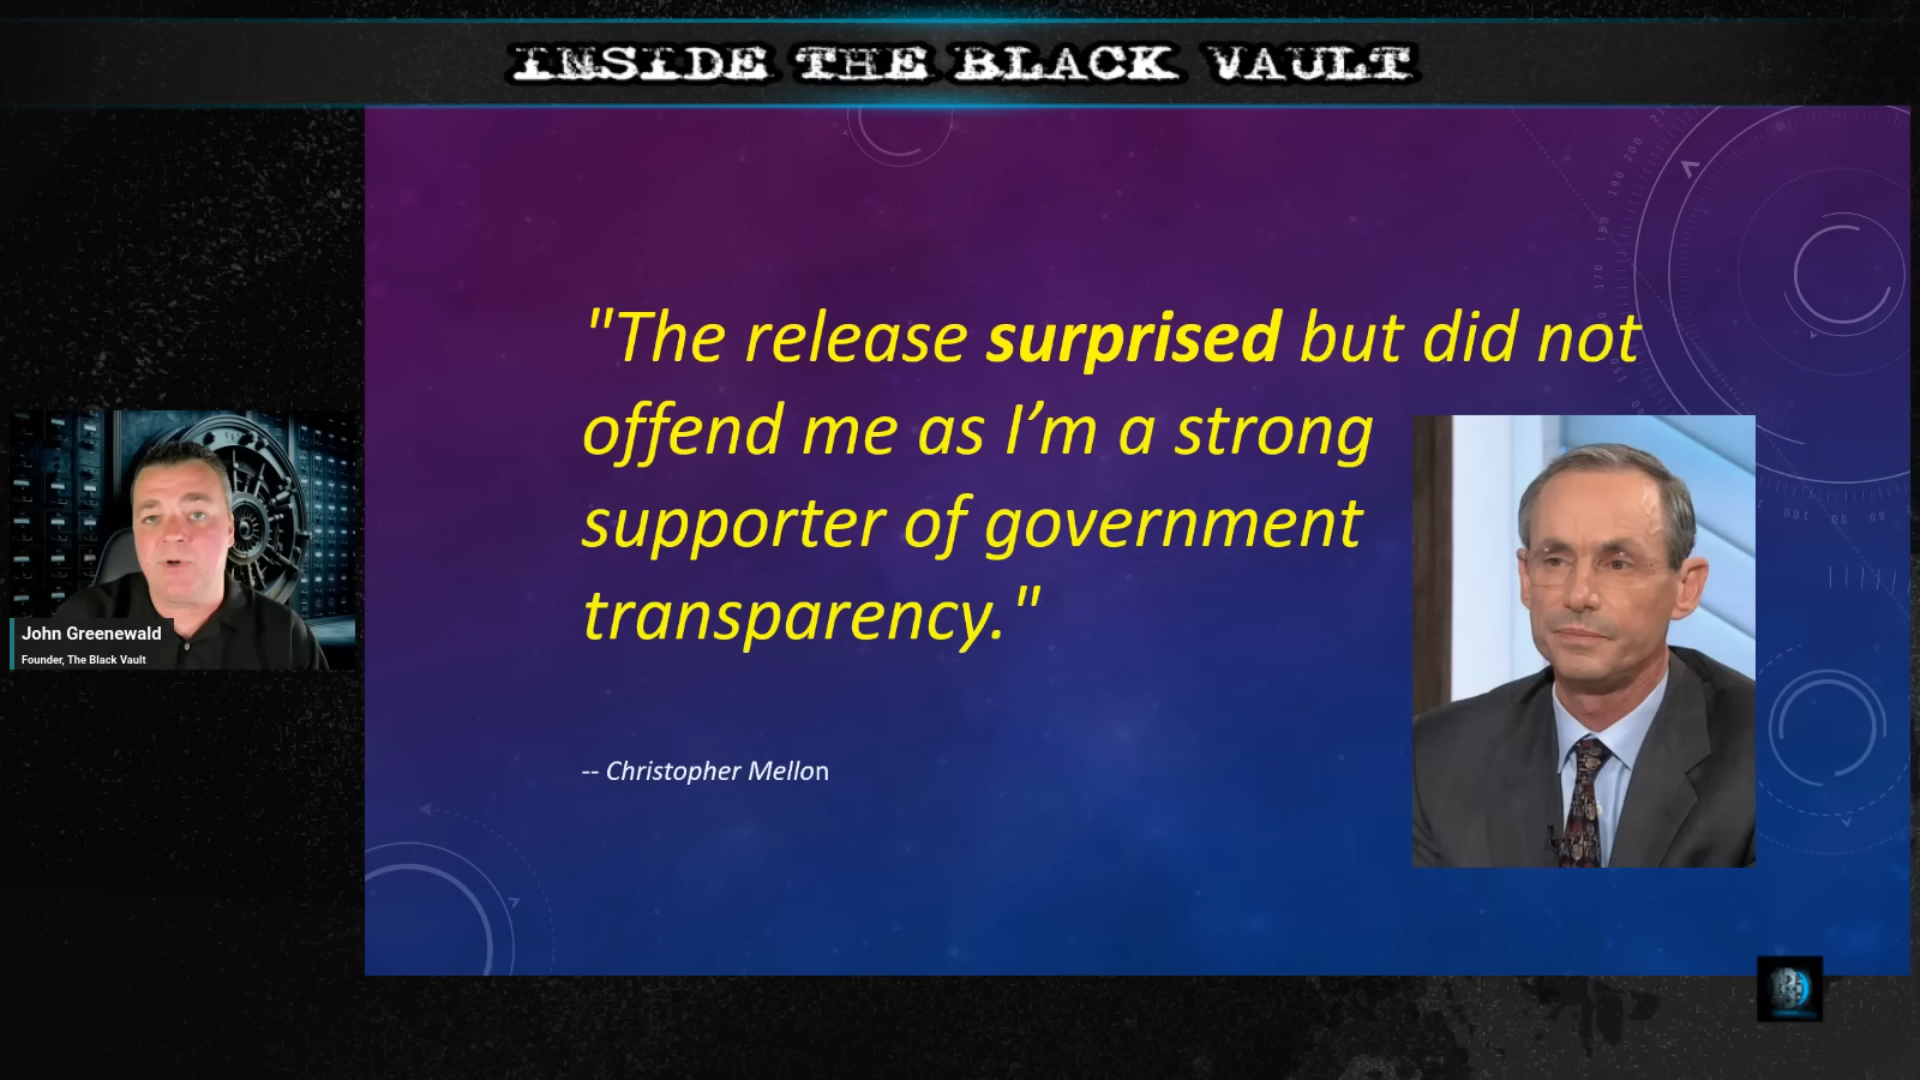 INSIDE THE BLACK VAULT
"The release surprised but did not
offend me as I’m a strong
supporter of government
transparency."
-- Christopher Mellon
John Greenewald
Founder, The Black Vault